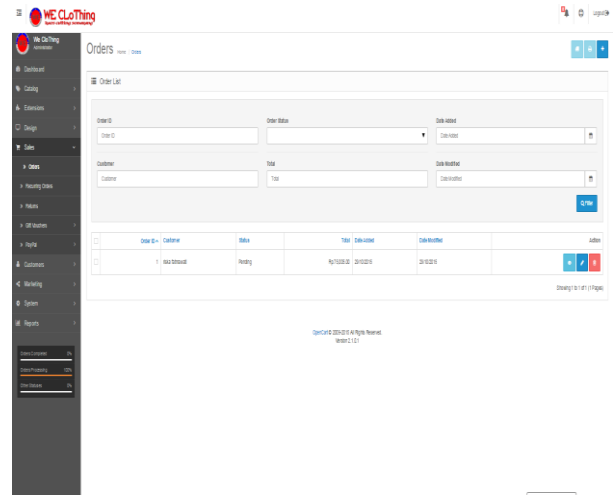 WE CLoThing
Logout
We CloThing
Administrator
Orders
Home
Orders
Dashboard
Catalog
Extensions
Design
Sales
Orders
Recurring Orders
Returns
Gift Vouchers
PayPal
Customers
Marketing
System
Reports
Orders Completed 0%
Orders Processing 100%
Other Statuses 0%
Order List
Order ID
Order Status
Date Added
Order ID
Date Added
Customer
Total
Date Modified
Customer
Total
Date Modified
Filter
Order ID Customer Status Total Date Added Date Modified Action
1 Pending
Showing 1 to 1 of 1 (1 Pages)
OpenCart © 2009-2016 All Rights Reserved.